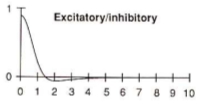 1
Excitatory/inhibitory
0
0 1 2 3 4 5 6 7 8 9 10